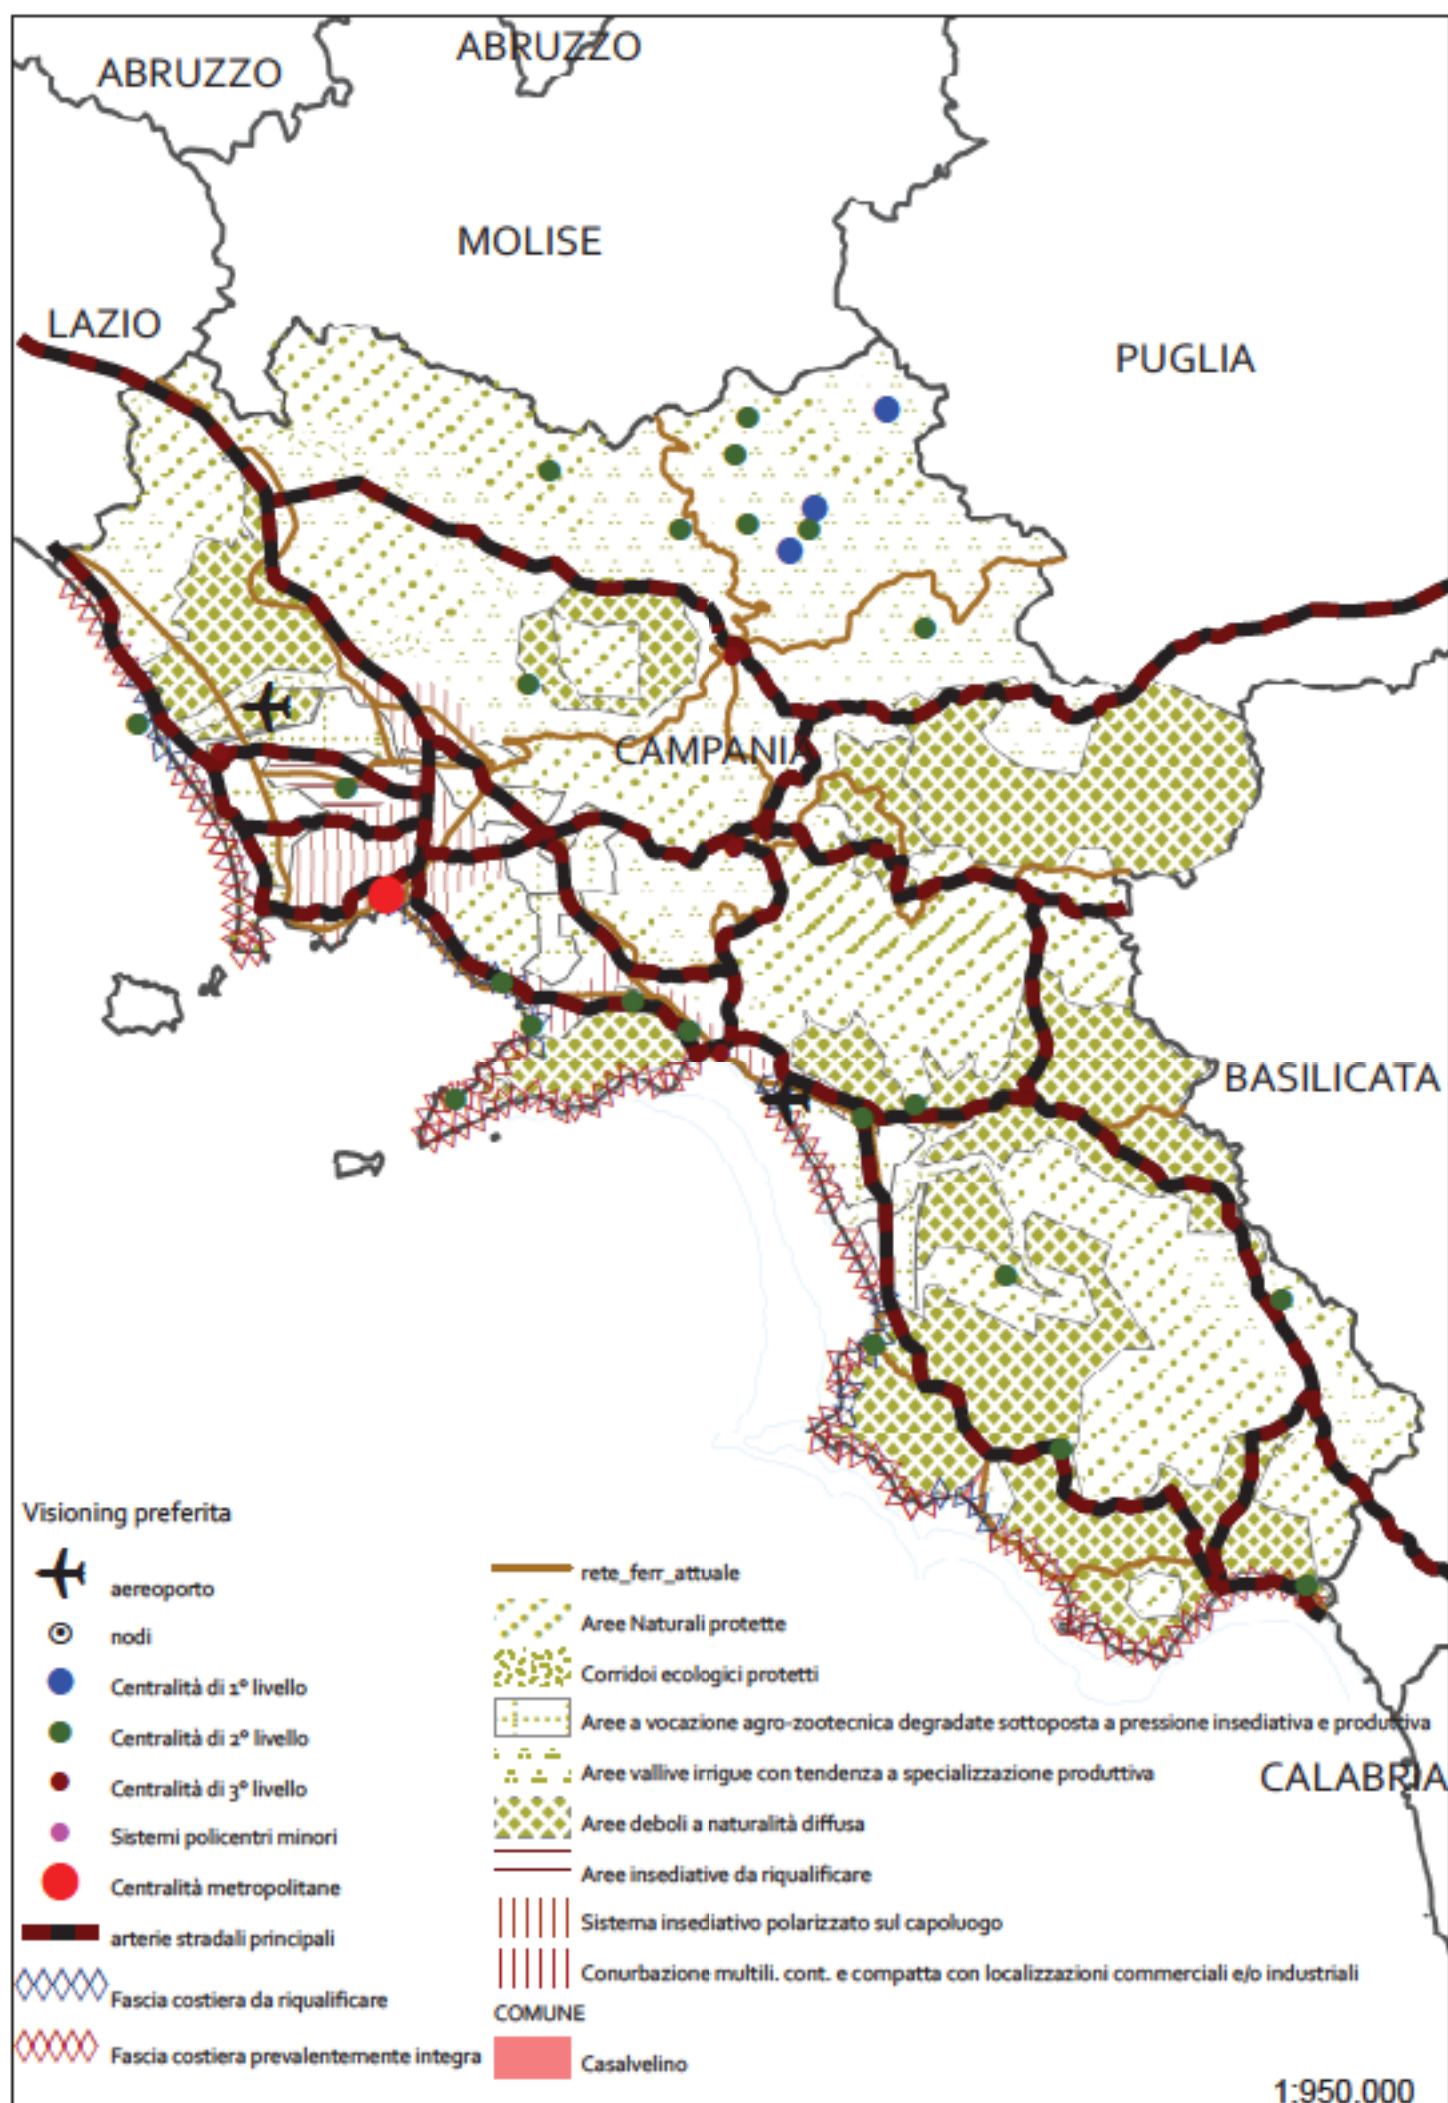 ABRUZZO
ABRUZZO
MOLISE
LAZIO
PUGLIA
CAMPANIA
BASILICATA
CALABRIA
Visioning preferita
aereoporto
nodi
Centralità di 1° livello
Centralità di 2° livello
Centralità di 3° livello
Sistemi policentri minori
Centralità metropolitane
arterie stradali principali
Fascia costiera da riqualificare
Fascia costiera prevalentemente integra
rete_ferr_attuale
Aree Naturali protette
Corridoi ecologici protetti
Aree a vocazione agro-zootecnica degradate sottoposta a pressione insediativa e produttiva
Aree vallive irrigue con tendenza a specializzazione produttiva
Aree deboli a naturalità diffusa
Aree insediative da riqualificare
Sistema insediativo polarizzato sul capoluogo
Conurbazione multili. cont. e compatta con localizzazioni commerciali e/o industriali
COMUNE
Casalvelino
1:950.000